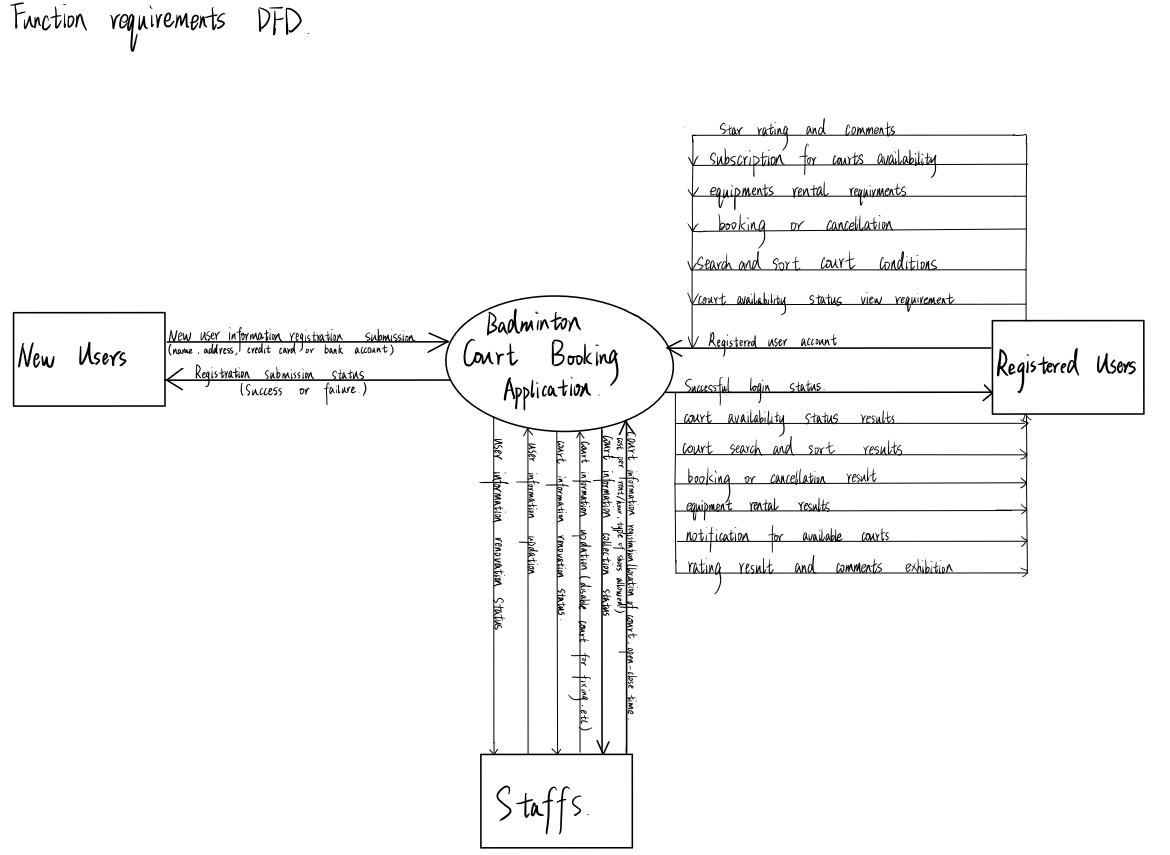 Function requirements DFD.
Star rating and comments
subscription for courts availability
equipments rental requirments
booking or cancellation
search and sort court conditions
court availability status view requirement
Registered user account
New Users
New user information registration submission
(name, address, credit card or bank account)
Registration submission status
(Success or failure.)
Badminton
Court Booking
Application.
Registered Users
Successful login status.
court availability status results
court search and sort results
booking or cancellation result
equipment rental results
notification for available courts
rating result and comments exhibition
user information renovation status
user information updation
court information renovation status.
court information updation (disable court for fixing, etc)
court information collection status
cost per front/hour, type of shoes allowed)
court information registration (location of court, open-close time,
Staffs.